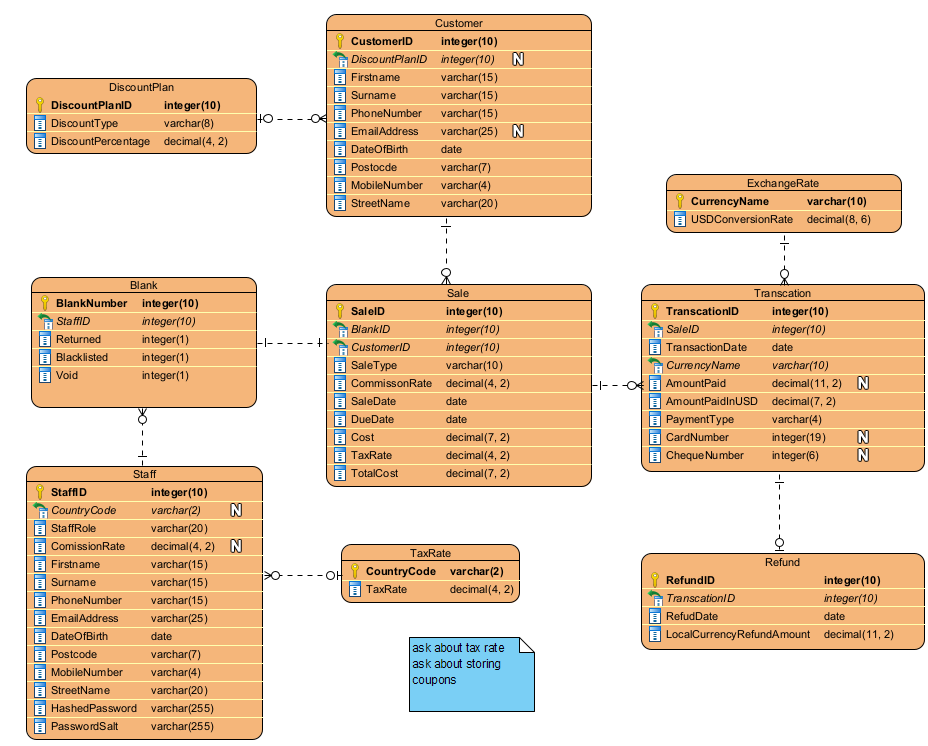 Customer
CustomerID integer(10)
DiscountPlanID integer(10) N
Firstname varchar(15)
Surname varchar(15)
PhoneNumber varchar(15)
EmailAddress varchar(25) N
DateOfBirth date
Postocde varchar(7)
MobileNumber varchar(4)
StreetName varchar(20)
DiscountPlan
DiscountPlanID integer(10)
DiscountType varchar(8)
DiscountPercentage decimal(4, 2)
ExchangeRate
CurrencyName varchar(10)
USDConversionRate decimal(8, 6)
Blank
BlankNumber integer(10)
StaffID integer(10)
Returned integer(1)
Blacklisted integer(1)
Void integer(1)
Sale
SaleID integer(10)
BlankID integer(10)
CustomerID integer(10)
SaleType varchar(10)
CommissonRate decimal(4, 2)
SaleDate date
DueDate date
Cost decimal(7, 2)
TaxRate decimal(4, 2)
TotalCost decimal(7, 2)
Transcation
TranscationID integer(10)
SaleID integer(10)
TransactionDate date
CurrencyName varchar(10)
AmountPaid decimal(11, 2) N
AmountPaidInUSD decimal(7, 2)
PaymentType varchar(4)
CardNumber integer(19) N
ChequeNumber integer(6) N
Staff
StaffID integer(10)
CountryCode varchar(2) N
StaffRole varchar(20)
ComissionRate decimal(4, 2) N
Firstname varchar(15)
Surname varchar(15)
PhoneNumber varchar(15)
EmailAddress varchar(25)
DateOfBirth date
Postcode varchar(7)
MobileNumber varchar(4)
StreetName varchar(20)
HashedPassword varchar(255)
PasswordSalt varchar(255)
TaxRate
CountryCode varchar(2)
TaxRate decimal(4, 2)
Refund
RefundID integer(10)
TranscationID integer(10)
RefudDate date
LocalCurrencyRefundAmount decimal(11, 2)
ask about tax rate
ask about storing
coupons